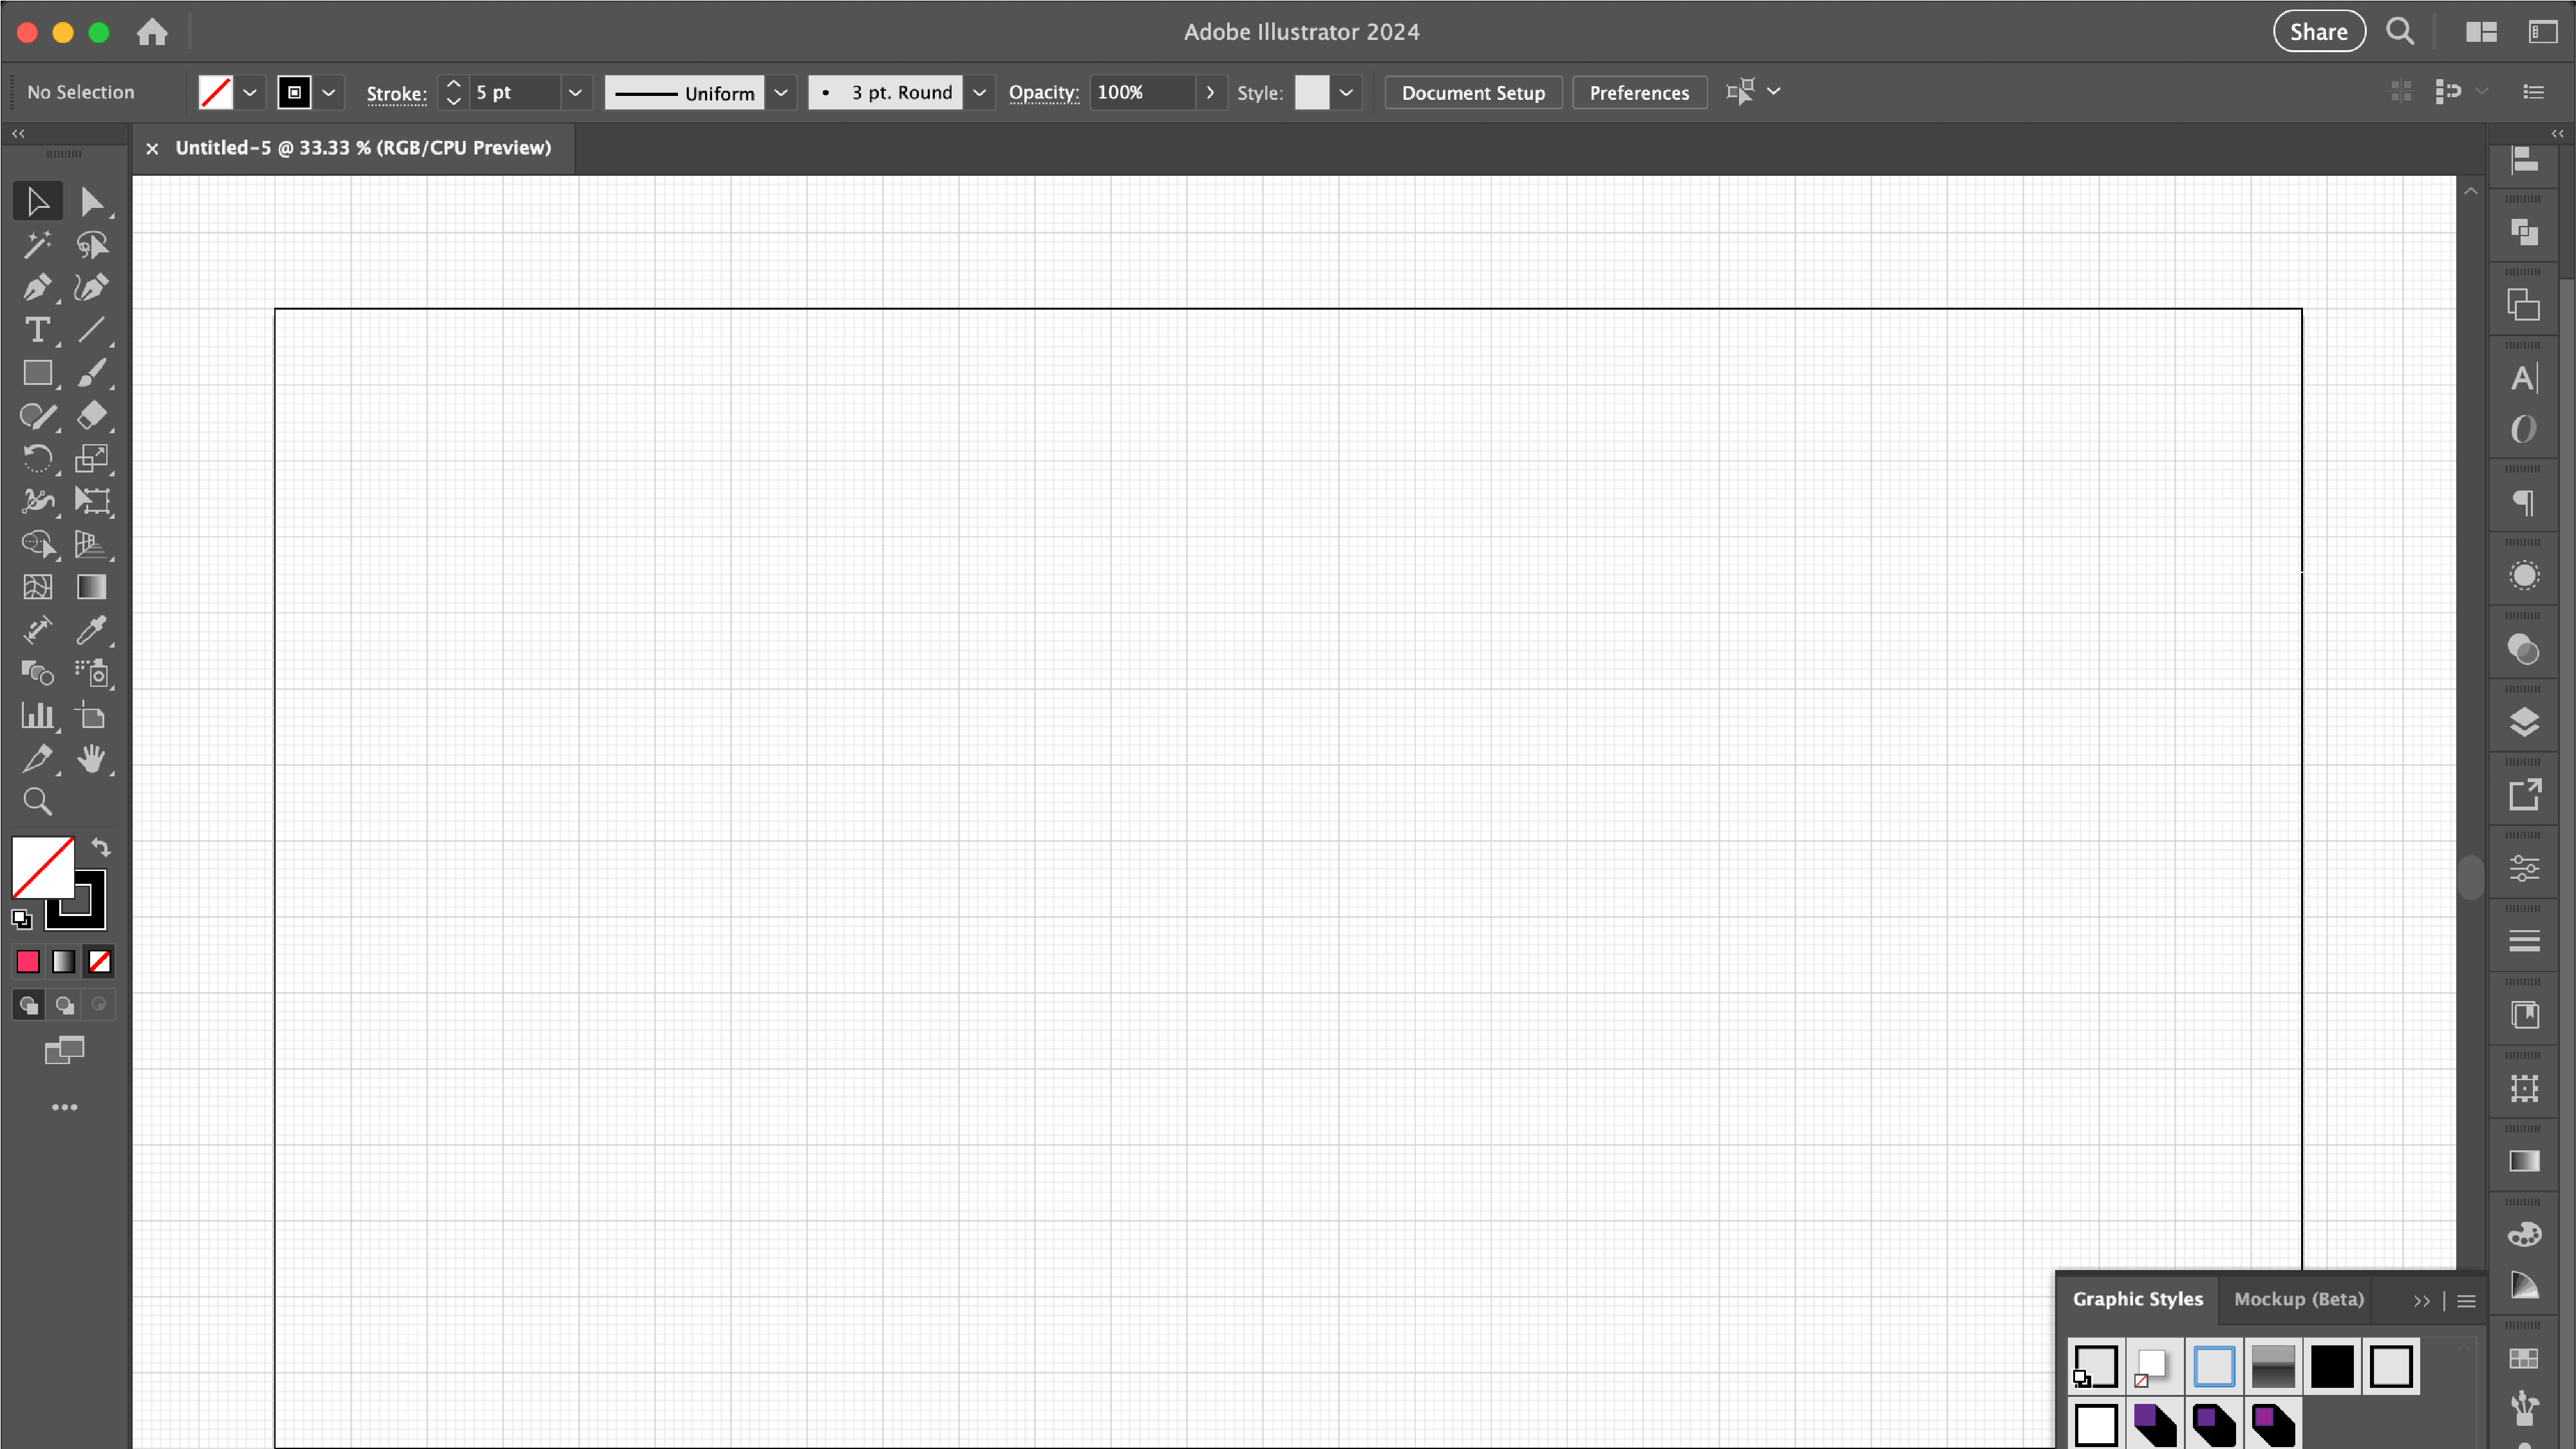 Adobe Illustrator 2024
Share
No Selection
Stroke:
5 pt
Uniform
3 pt. Round
Opacity:
100%
Style:
Document Setup
Preferences
Untitled-5 @ 33.33 % (RGB/CPU Preview)
Graphic Styles
Mockup (Beta)